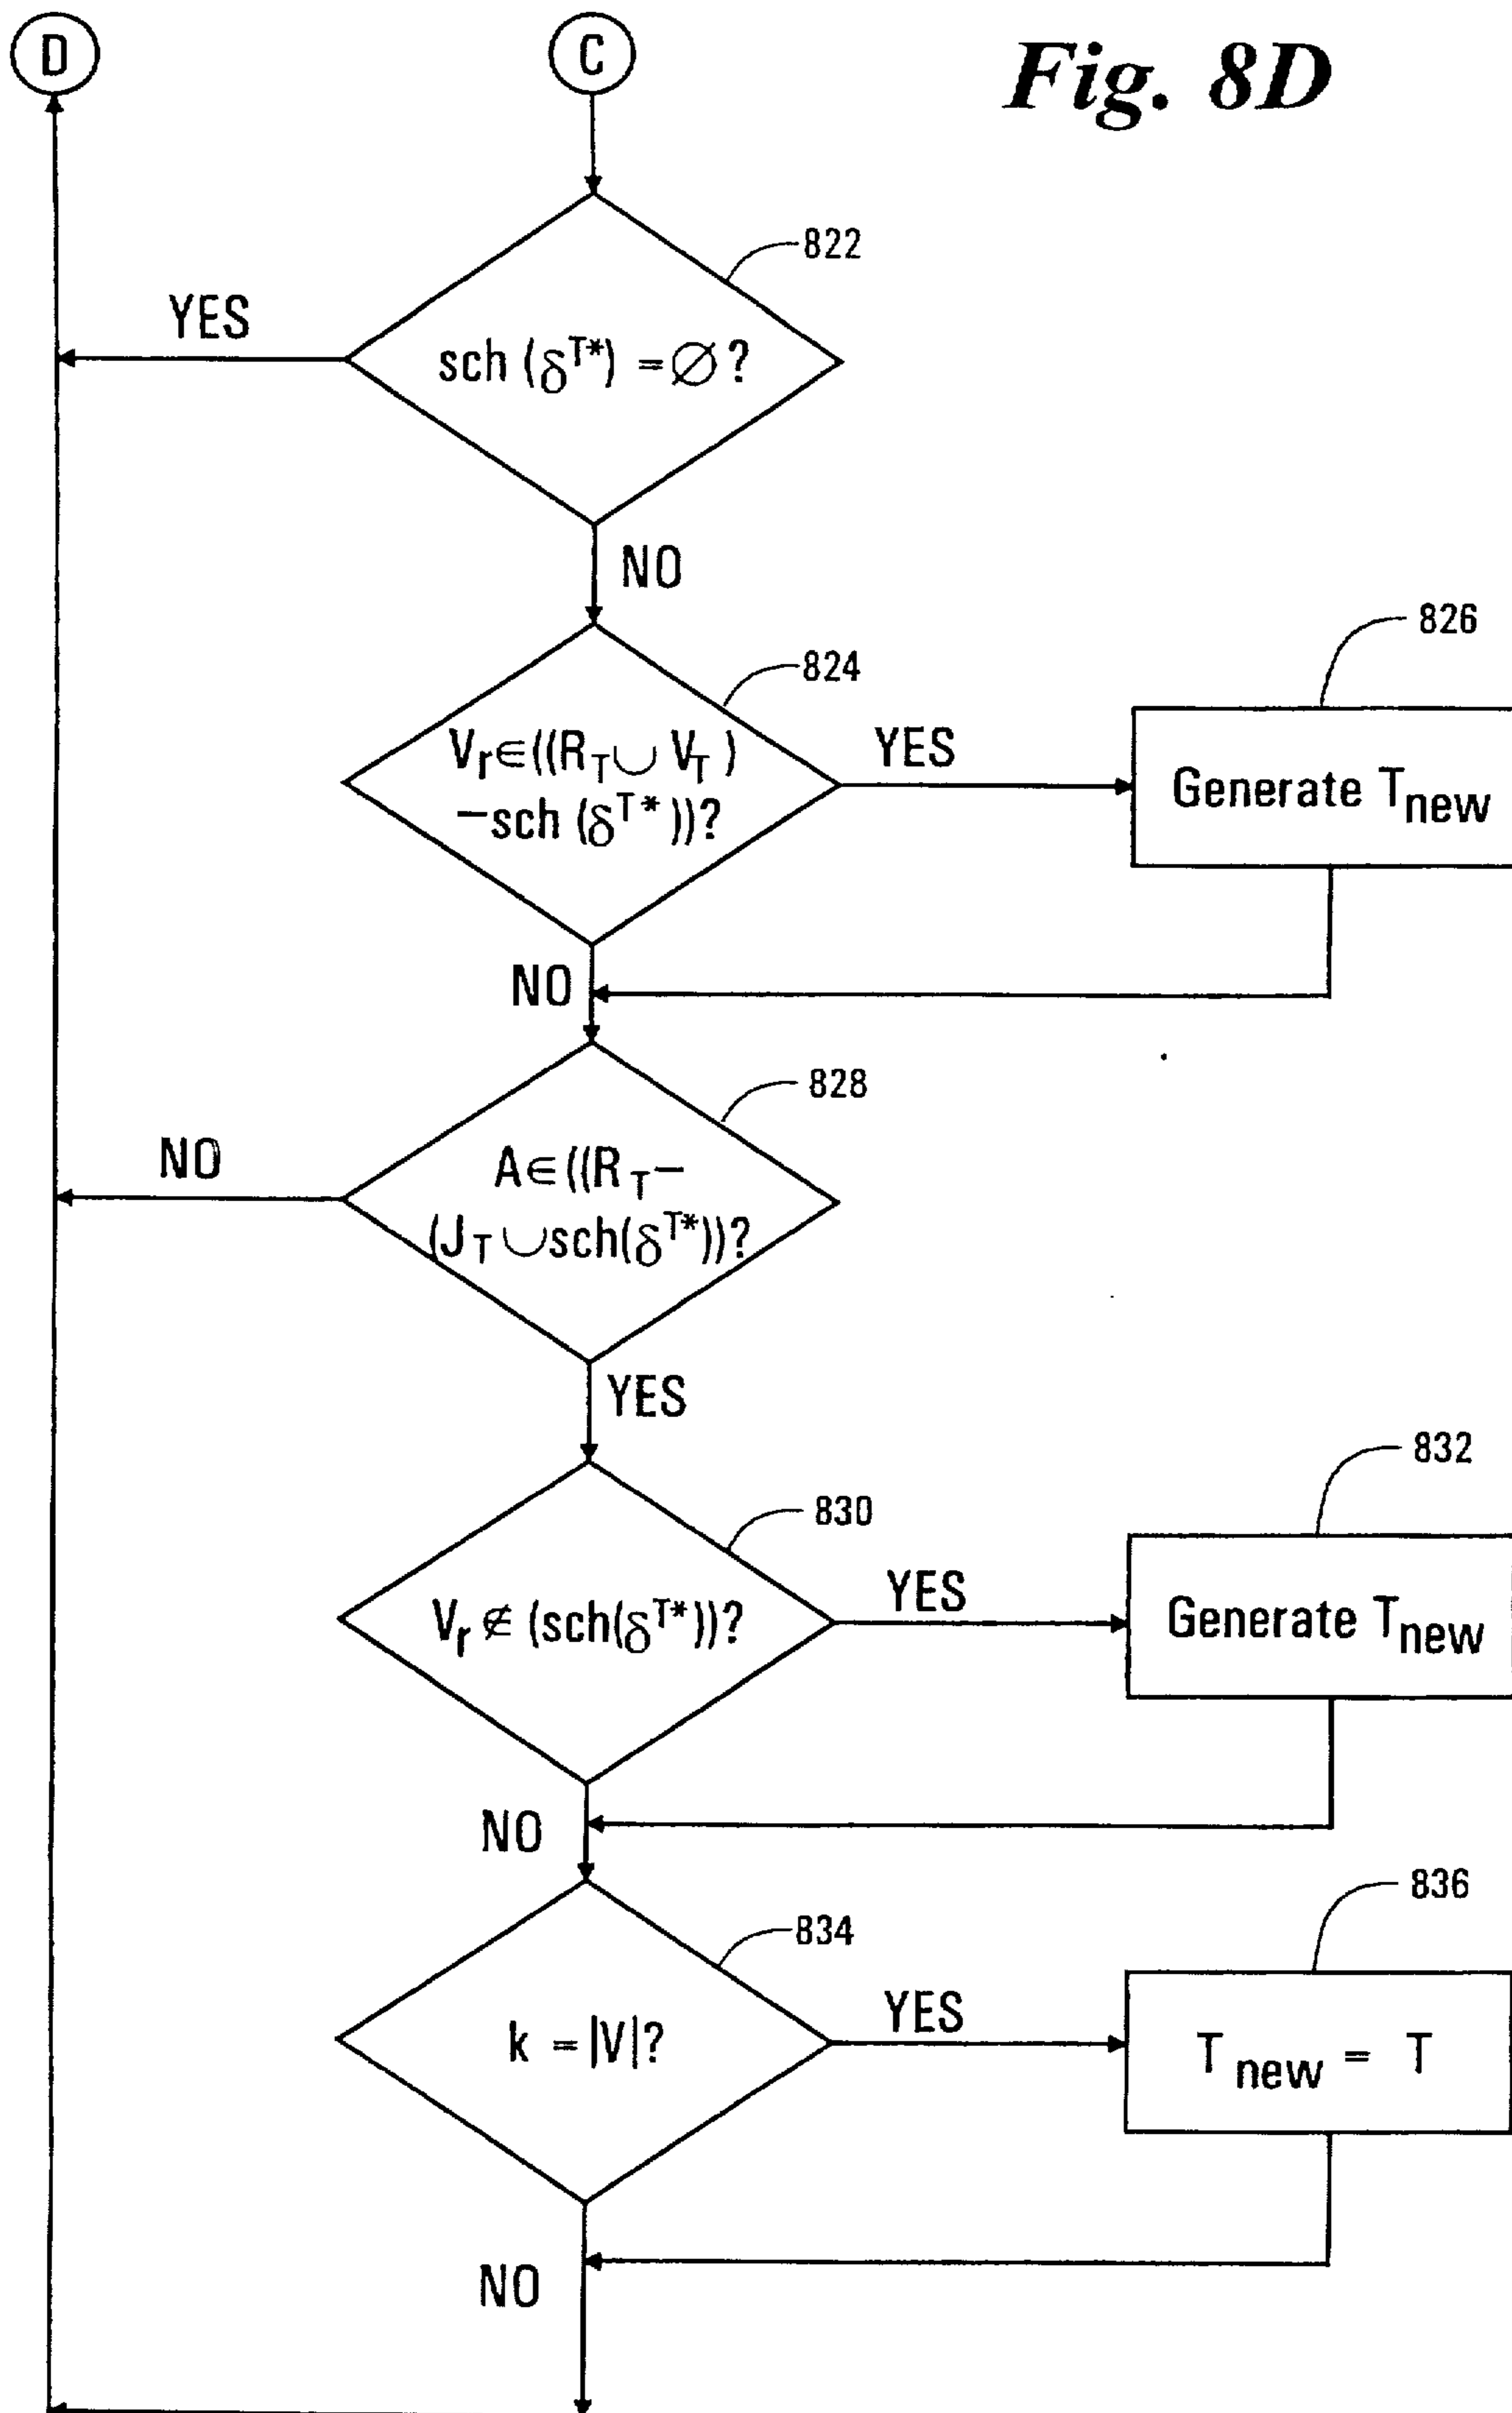 D
C
Fig. 8D
822
YES
sch (δ^T*) = ∅ ?
NO
826
824
V_r ∈ ((R_T ∪ V_T )
YES
Generate T_new
−sch (δ^T* ))?
NO
828
NO
A ∈ ((R_T −
(J_T ∪ sch(δ^T*))?
YES
832
830
YES
V_r ∉ (sch(δ^T*))?
Generate T_new
NO
836
834
YES
k = |V|?
T_new = T
NO